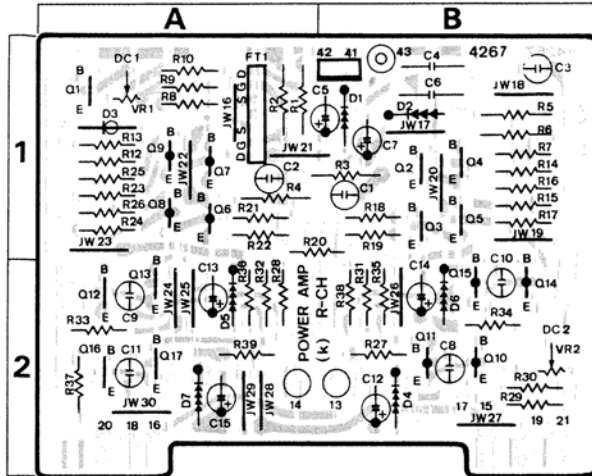 A B
1
2
DC1 R10 FT1 42 41 43 C4 4267 C3
B Q1 E R9 R8 VR1 JW16 G S S G D D R2 R1 C5 D1 C6 JW18
D3 D2 JW17 R5
R13 B Q9 E JW22 B Q7 E JW21 C7 R6
R12 C2 R3 B Q2 E JW20 B Q4 E R7
R25 R14
R23 B Q8 E B Q6 E R4 C1 R16
R26 R21 R18 B Q3 E B Q5 E R15
R24 R22 R19 R17
JW23 R20 JW19
B Q12 E C9 B Q13 E JW24 JW25 C13 D5 R38 R32 R28 POWER AMP R-CH (k) R38 R31 R35 JW26 C14 D6 B Q15 E C10 B Q14 E
R33 R34
Q16 B E C11 B Q17 E R39 R27 Q11 B E C8 B Q10 E DC2 VR2
R37 D7 C15 JW29 JW28 14 13 C12 D4 R30
JW30 R29
20 18 16 17 15 JW27 19 21